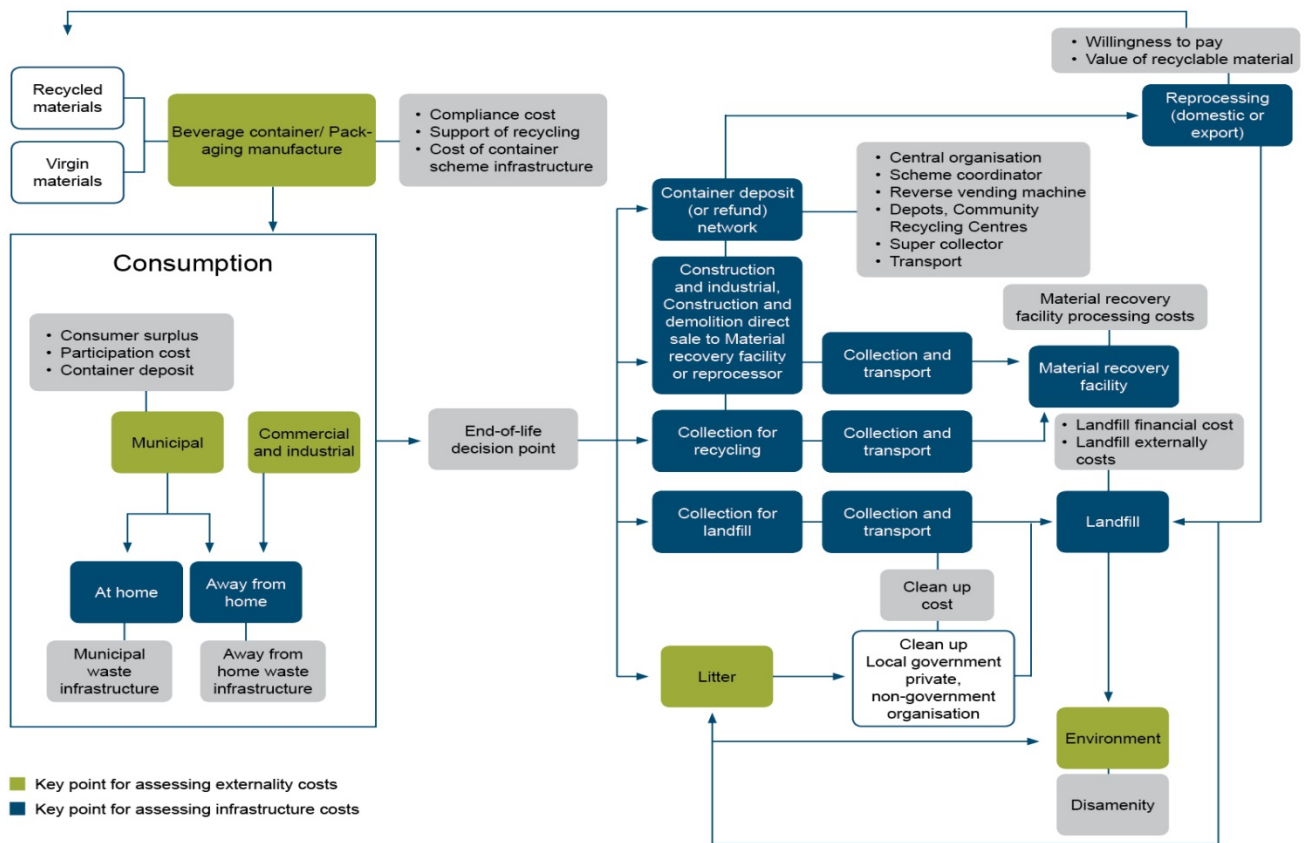 • Willingness to pay
• Value of recyclable material
Recycled
materials
Virgin
materials
Beverage container/ Pack-
aging manufacture
• Compliance cost
• Support of recycling
• Cost of container
scheme infrastructure
Reprocessing
(domestic or
export)
• Central organisation
• Scheme coordinator
• Reverse vending machine
• Depots, Community
Recycling Centres
• Super collector
• Transport
Container deposit
(or refund)
network
Consumption
Construction
and industrial,
Construction and
demolition direct
sale to Material
recovery facility
or reprocessor
Collection and
transport
Material recovery
facility processing costs
Material recovery
facility
• Consumer surplus
• Participation cost
• Container deposit
Municipal
Commercial
and industrial
End-of-life
decision point
Collection for
recycling
Collection and
transport
• Landfill financial cost
• Landfill externally
costs
Collection for
landfill
Collection and
transport
Landfill
At home
Away from
home
Municipal
waste
infrastructure
Away from
home waste
infrastructure
Clean up
cost
Litter
Clean up
Local government
private,
non-government
organisation
Environment
Disamenity
Key point for assessing externality costs
Key point for assessing infrastructure costs